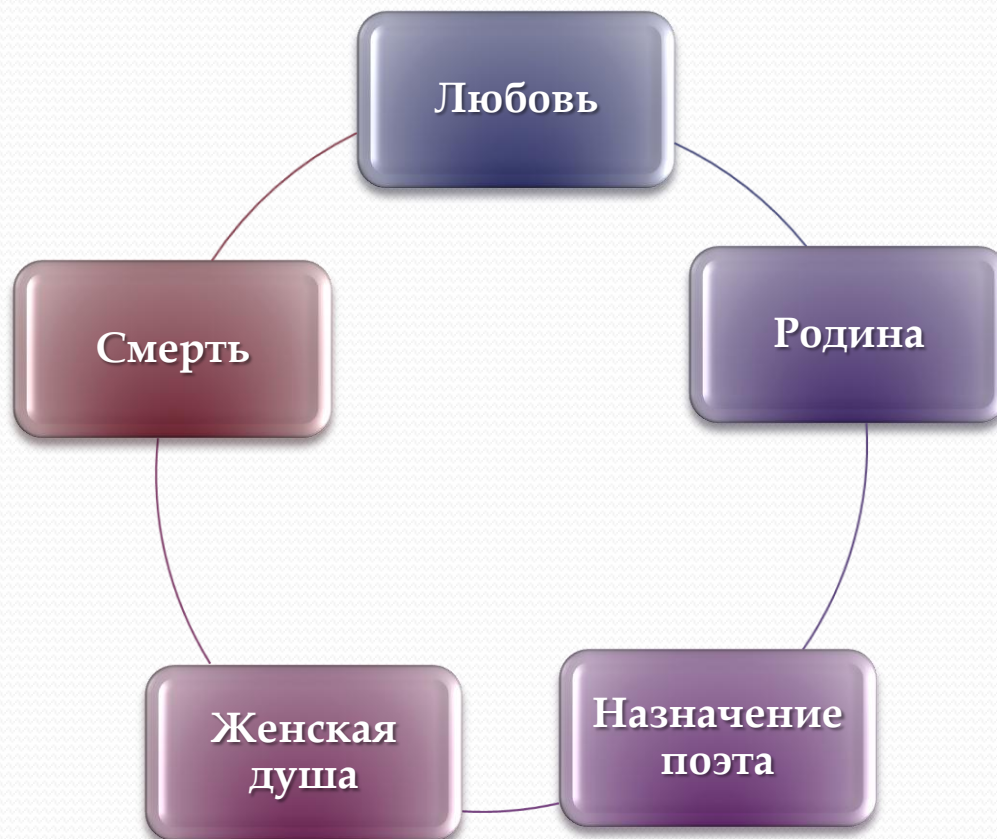 Любовь
Родина
Назначение
поэта
Женская
душа
Смерть